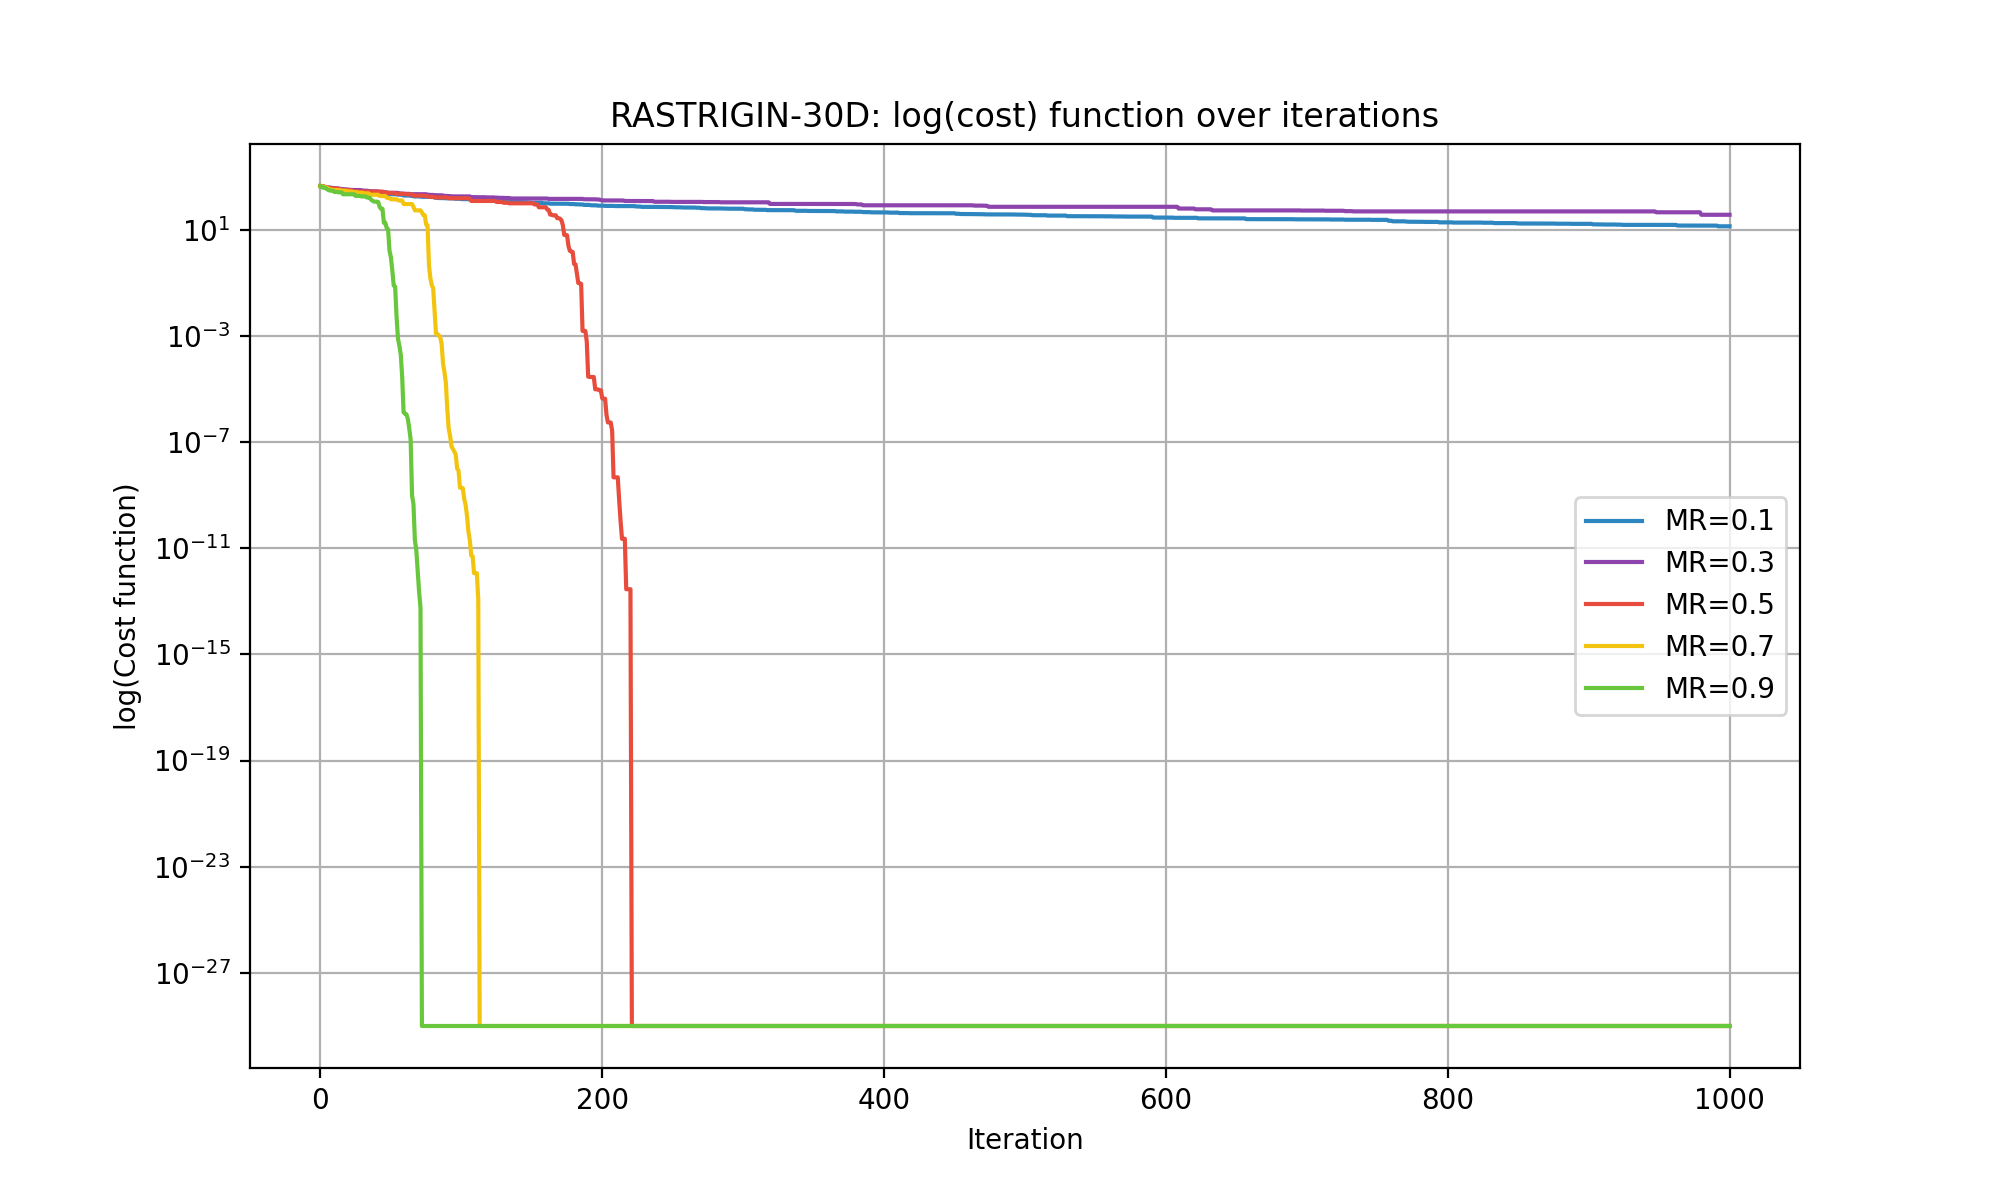 RASTRIGIN-30D: log(cost) function over iterations
log(Cost function)
10¹
10⁻³
10⁻⁷
10⁻¹¹
10⁻¹⁵
10⁻¹⁹
10⁻²³
10⁻²⁷
MR=0.1
MR=0.3
MR=0.5
MR=0.7
MR=0.9
0 200 400 600 800 1000
Iteration